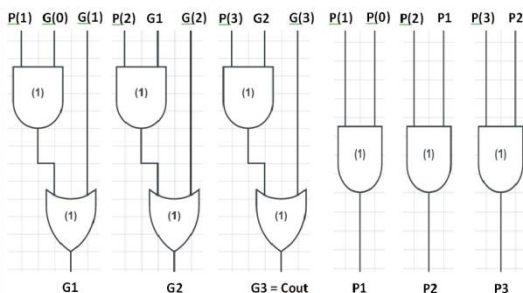 P(1) G(0) G(1) P(2) G1 G(2) P(3) G2 G(3) P(1) P(0) P(2) P1 P(3) P2
(1) (1) (1)
(1) (1) (1)
(1) (1) (1)
G1 G2 G3 = Cout P1 P2 P3